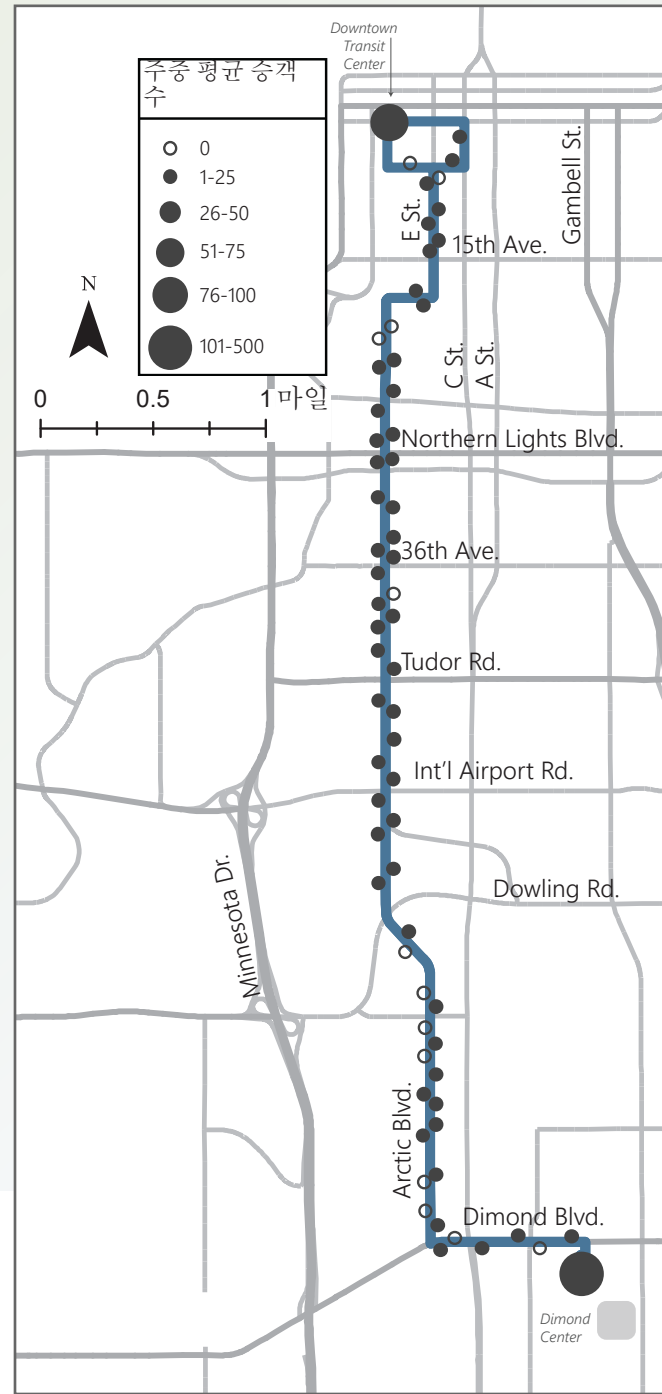 Downtown
Transit
Center
주중 평균 승객
수
0
1-25
26-50
51-75
76-100
101-500
N
0 0.5 1 마일
E St.
Gambell St.
15th Ave.
C St.
A St.
Northern Lights Blvd.
36th Ave.
Tudor Rd.
Int'l Airport Rd.
Dowling Rd.
Minnesota Dr.
Arctic Blvd.
Dimond Blvd.
Dimond
Center